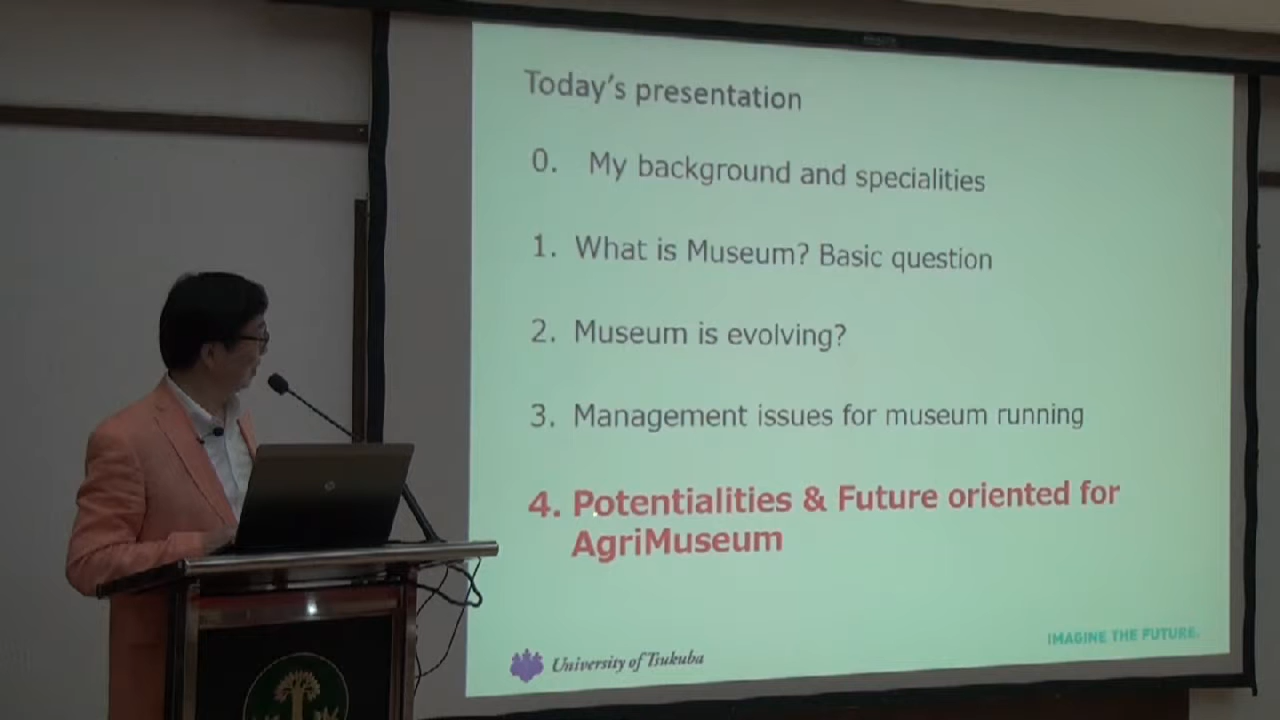 Today's presentation
0. My background and specialities
1. What is Museum? Basic question
2. Museum is evolving?
3. Management issues for museum running
4. Potentialities & Future oriented for
AgriMuseum
IMAGINE THE FUTURE.
University of Tsukuba
hp